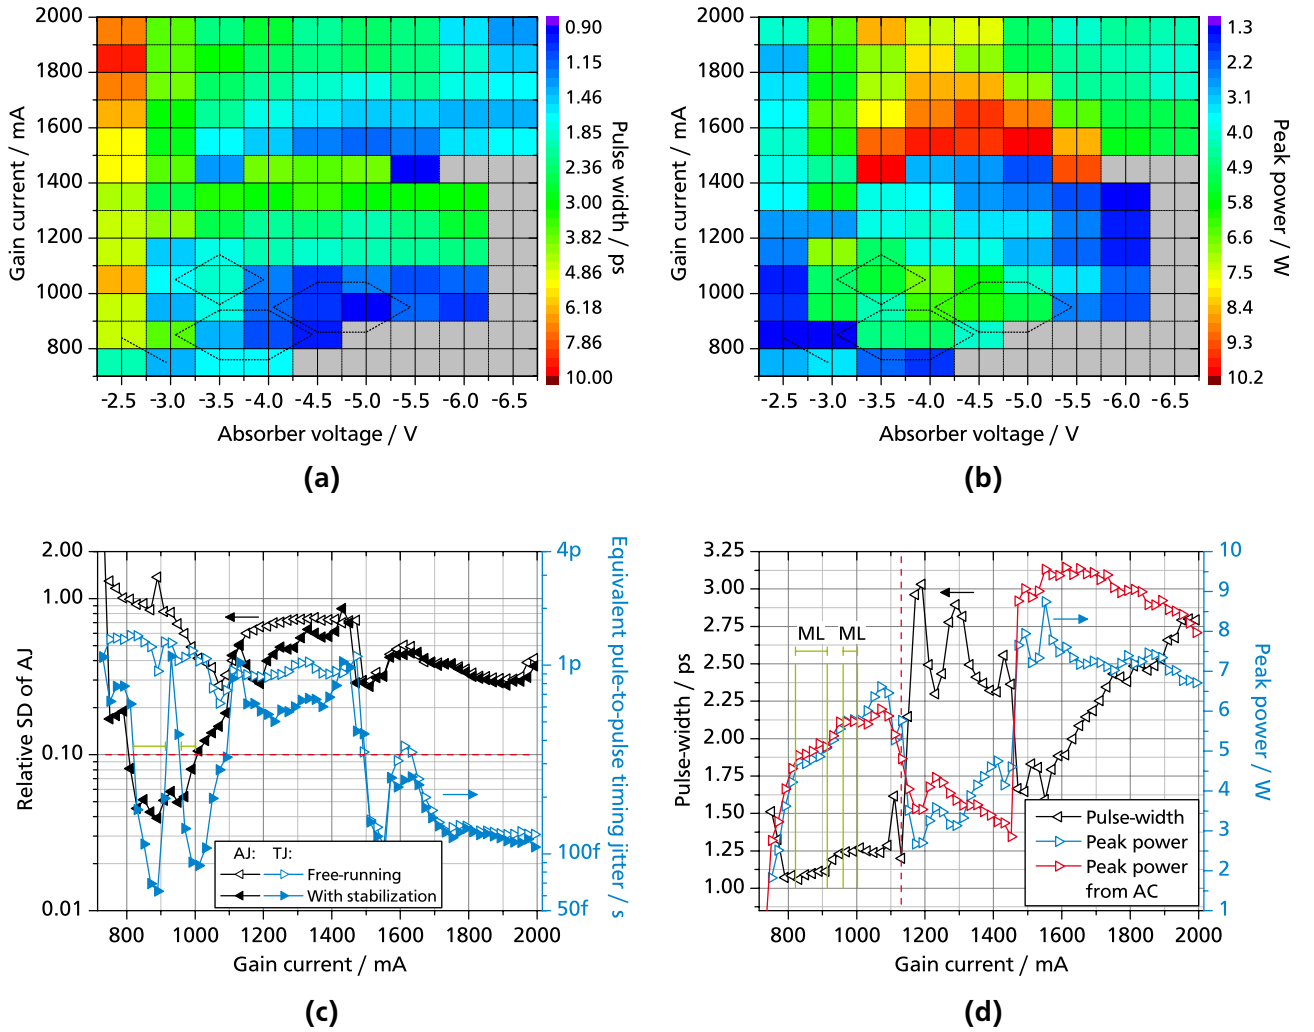 2000
1800
1600
1400
1200
1000
800
Gain current / mA
-2.5 -3.0 -3.5 -4.0 -4.5 -5.0 -5.5 -6.0 -6.5
Absorber voltage / V
0.90
1.15
1.46
1.85
2.36
3.00
3.82
4.86
6.18
7.86
10.00
Pulse width / ps
(a)
2000
1800
1600
1400
1200
1000
800
Gain current / mA
-2.5 -3.0 -3.5 -4.0 -4.5 -5.0 -5.5 -6.0 -6.5
Absorber voltage / V
1.3
2.2
3.1
4.0
4.9
5.8
6.6
7.5
8.4
9.3
10.2
Peak power / W
(b)
2.00
1.00
0.10
0.01
Relative SD of AJ
4p
1p
100f
50f
Equivalent pule-to-pulse timing jitter / s
AJ: TJ:
Free-running
With stabilization
800 1000 1200 1400 1600 1800 2000
Gain current / mA
(c)
3.25
3.00
2.75
2.50
2.25
2.00
1.75
1.50
1.25
1.00
Pulse-width / ps
ML ML
10
9
8
7
6
5
4
3
2
1
Peak power / W
Pulse-width
Peak power
Peak power
from AC
800 1000 1200 1400 1600 1800 2000
Gain current / mA
(d)